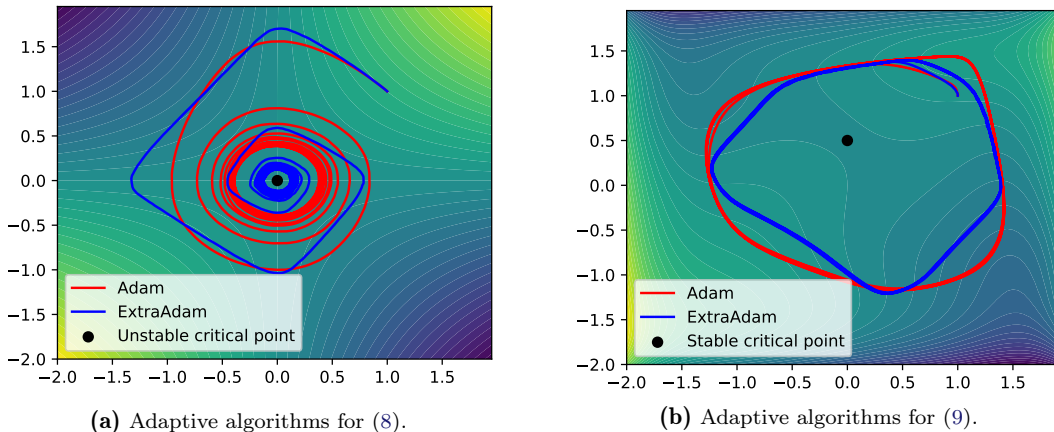 1.5
1.0
0.5
0.0
−0.5
−1.0
−1.5
−2.0
−2.0 −1.5 −1.0 −0.5 0.0 0.5 1.0 1.5
Adam
ExtraAdam
Unstable critical point
(a) Adaptive algorithms for (8).
1.5
1.0
0.5
0.0
−0.5
−1.0
−1.5
−2.0
−2.0 −1.5 −1.0 −0.5 0.0 0.5 1.0 1.5
Adam
ExtraAdam
Stable critical point
(b) Adaptive algorithms for (9).